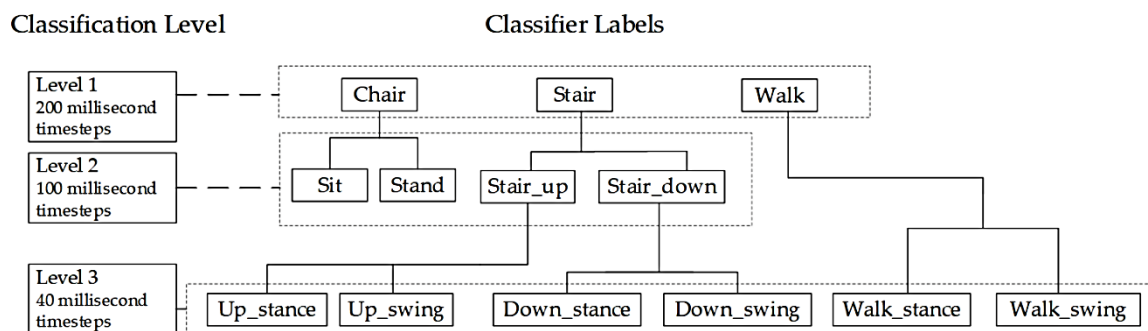 Classification Level
Classifier Labels
Level 1
200 millisecond
timesteps
Chair
Stair
Walk
Level 2
100 millisecond
timesteps
Sit
Stand
Stair_up
Stair_down
Level 3
40 millisecond
timesteps
Up_stance
Up_swing
Down_stance
Down_swing
Walk_stance
Walk_swing